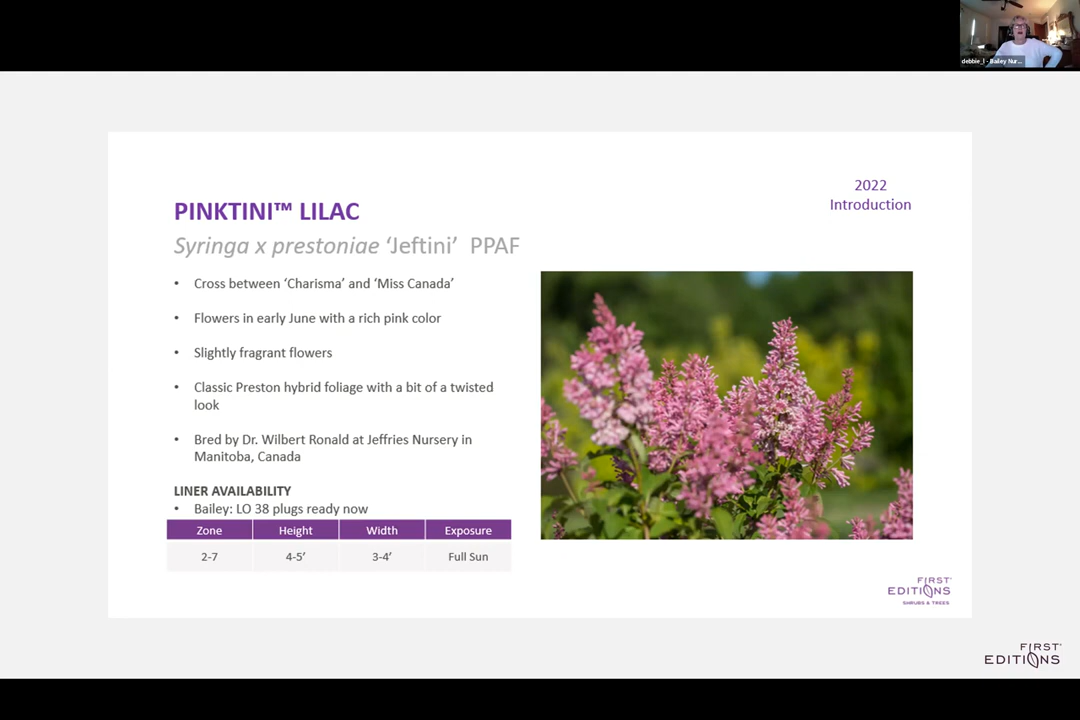 debbie_l - Bailey Nur...
2022
Introduction
PINKTINI™ LILAC
Syringa x prestoniae ‘Jeftini’ PPAF
• Cross between ‘Charisma’ and ‘Miss Canada’
• Flowers in early June with a rich pink color
• Slightly fragrant flowers
• Classic Preston hybrid foliage with a bit of a twisted
look
• Bred by Dr. Wilbert Ronald at Jeffries Nursery in
Manitoba, Canada
LINER AVAILABILITY
• Bailey: LO 38 plugs ready now
Zone Height Width Exposure
2-7 4-5’ 3-4’ Full Sun
FIRST
EDITIONS
SHRUBS & TREES
FIRST
EDITIONS